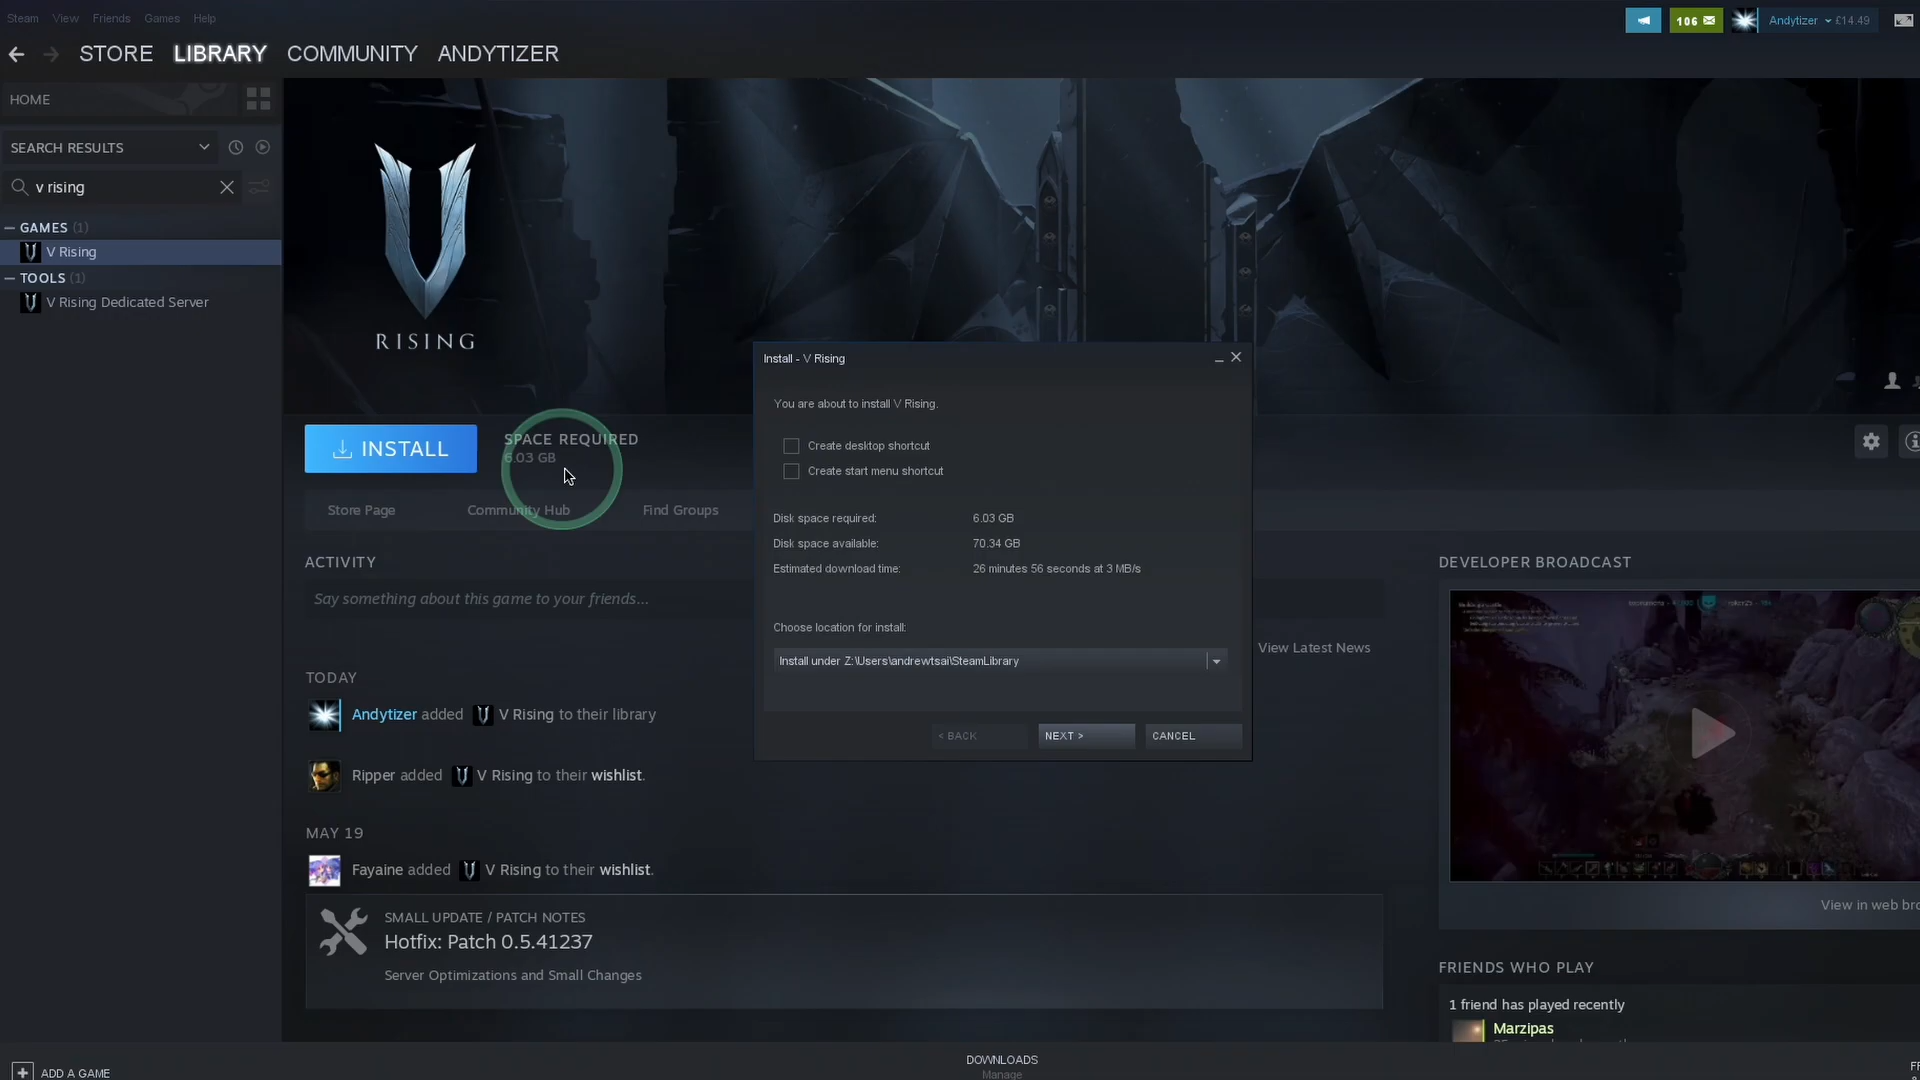 Steam View Friends Games Help
106
Andytizer £14.49
STORE LIBRARY COMMUNITY ANDYTIZER
HOME
SEARCH RESULTS
v rising
GAMES (1)
V Rising
TOOLS (1)
V Rising Dedicated Server
RISING
INSTALL
SPACE REQUIRED
6.03 GB
Store Page Community Hub Find Groups
Install - V Rising
You are about to install V Rising.
Create desktop shortcut
Create start menu shortcut
Disk space required: 6.03 GB
Disk space available: 70.34 GB
Estimated download time: 26 minutes 56 seconds at 3 MB/s
Choose location for install:
Install under Z:\Users\andrewtsai\SteamLibrary
< BACK NEXT > CANCEL
ACTIVITY
Say something about this game to your friends...
View Latest News
TODAY
Andytizer added V Rising to their library
Ripper added V Rising to their wishlist.
MAY 19
Fayaine added V Rising to their wishlist.
SMALL UPDATE / PATCH NOTES
Hotfix: Patch 0.5.41237
Server Optimizations and Small Changes
DEVELOPER BROADCAST
View in web bro
FRIENDS WHO PLAY
1 friend has played recently
Marzipas
ADD A GAME
DOWNLOADS
Manage